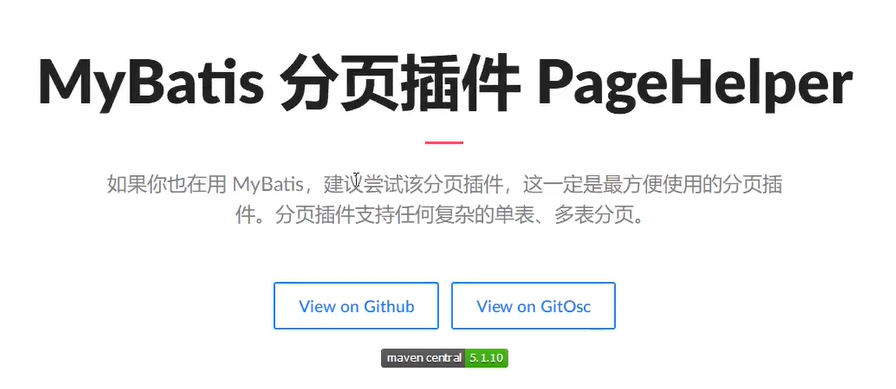 MyBatis 分页插件 PageHelper
如果你也在用 MyBatis，建议尝试该分页插件，这一定是最方便使用的分页插
件。分页插件支持任何复杂的单表、多表分页。
View on Github View on GitOsc
maven central 5.1.10